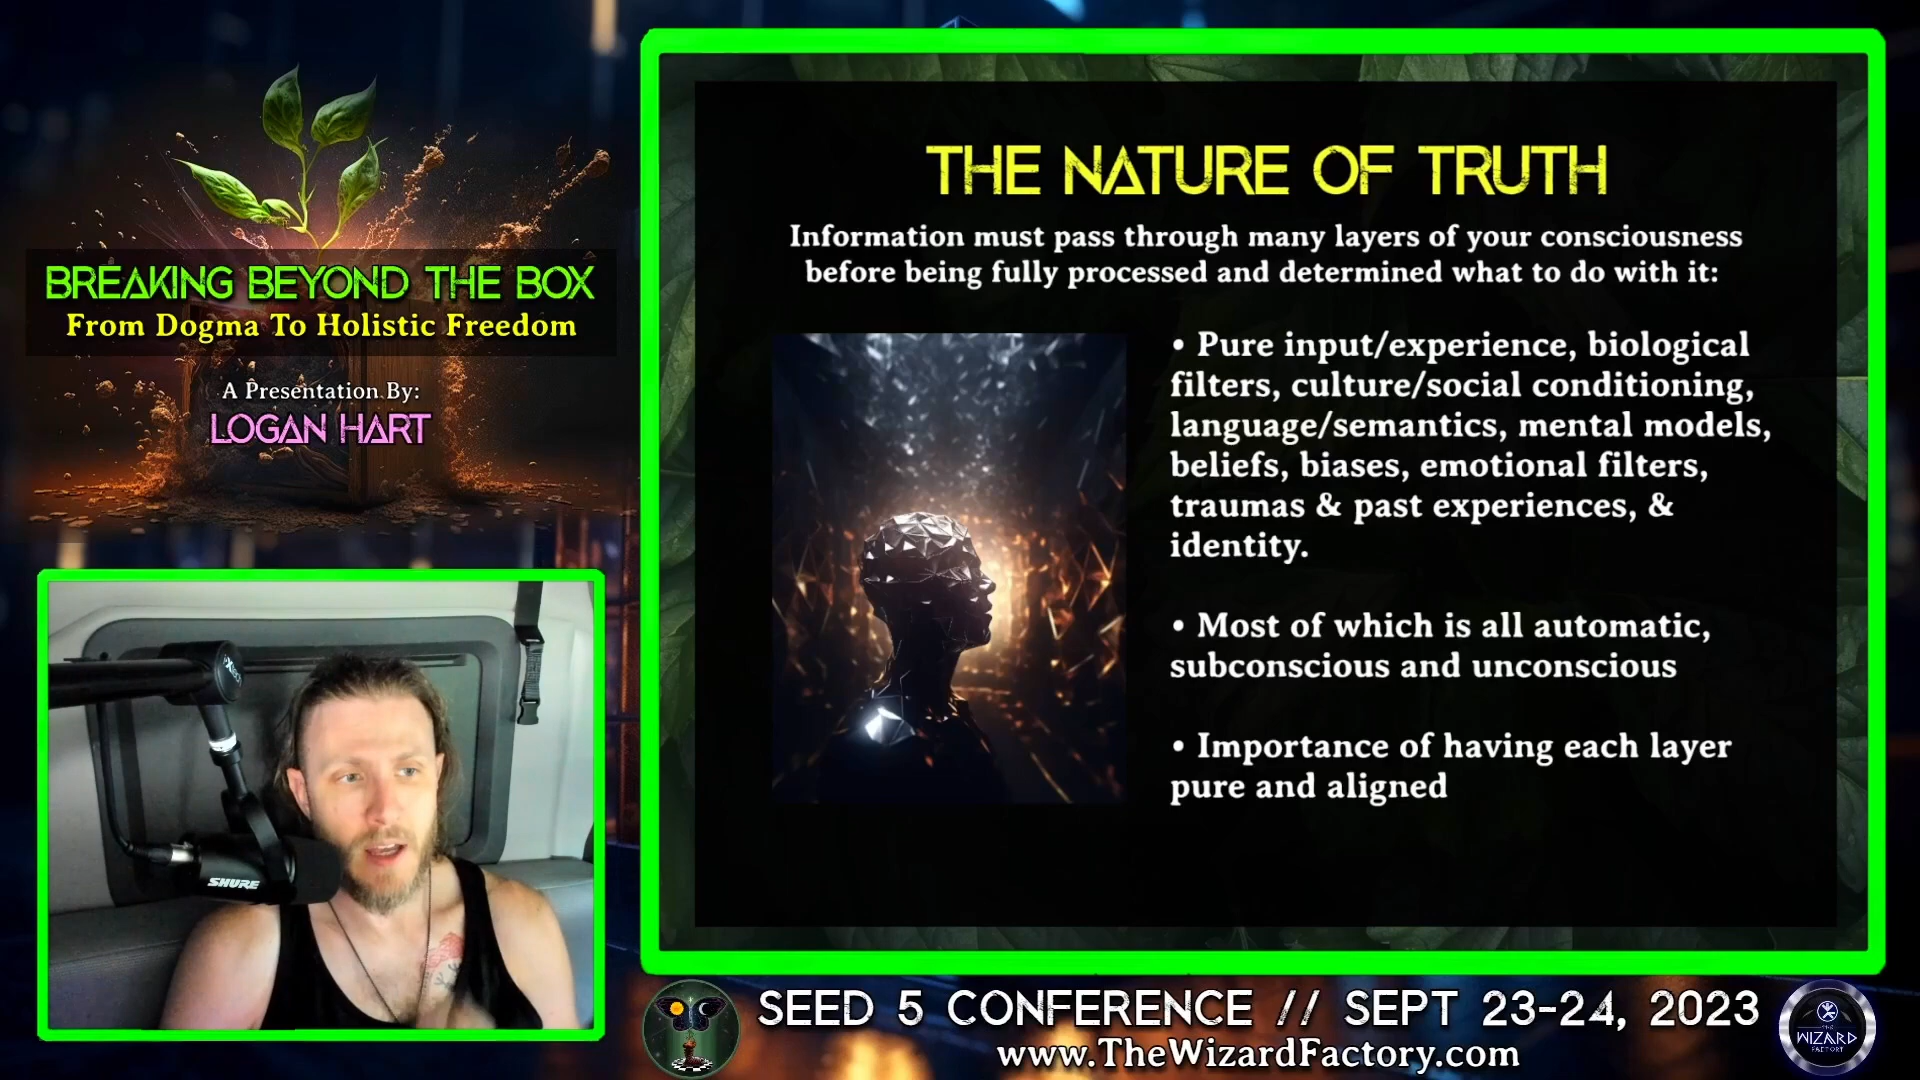 BREAKING BEYOND THE BOX
From Dogma To Holistic Freedom
A Presentation By:
LOGAN HART
SHURE
THE NATURE OF TRUTH
Information must pass through many layers of your consciousness
before being fully processed and determined what to do with it:
• Pure input/experience, biological
filters, culture/social conditioning,
language/semantics, mental models,
beliefs, biases, emotional filters,
traumas & past experiences, &
identity.
• Most of which is all automatic,
subconscious and unconscious
• Importance of having each layer
pure and aligned
SEED 5 CONFERENCE // SEPT 23-24, 2023
www.TheWizardFactory.com
THE
WIZARD
FACTORY